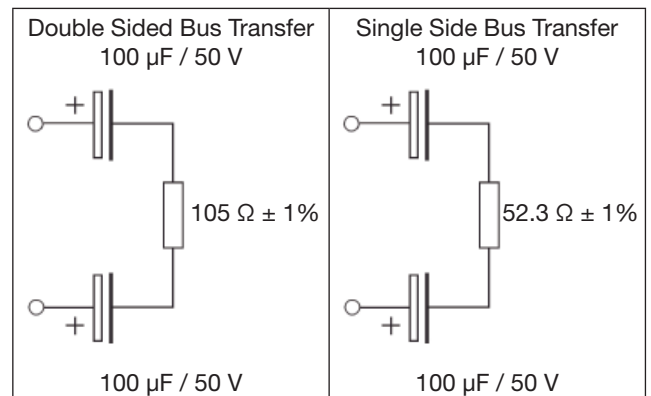 Double Sided Bus Transfer
100 µF / 50 V
+
105 Ω ± 1%
+
100 µF / 50 V
Single Side Bus Transfer
100 µF / 50 V
+
52.3 Ω ± 1%
+
100 µF / 50 V